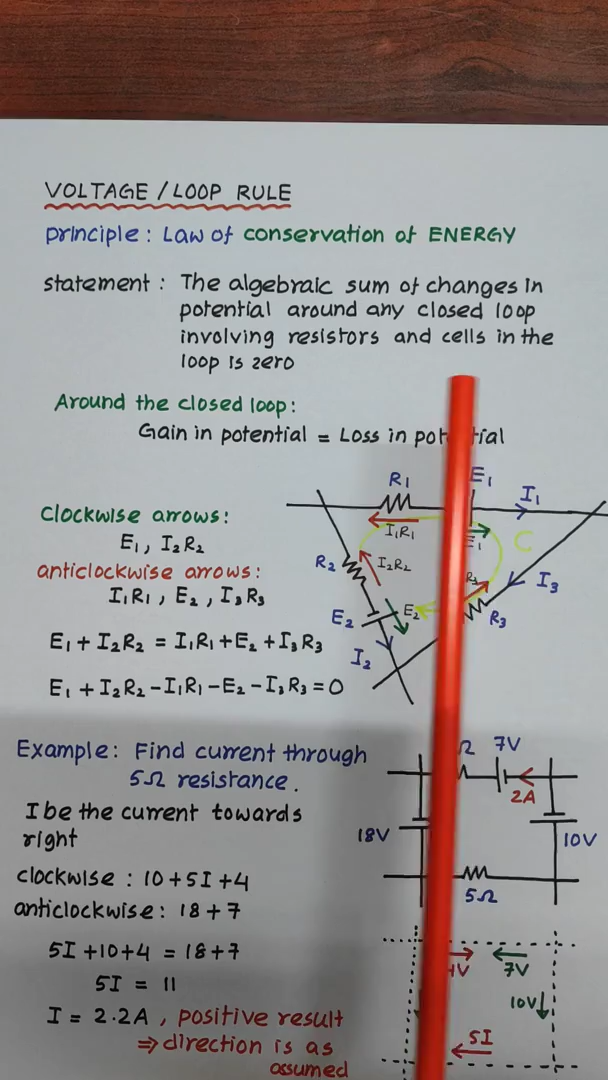 VOLTAGE / LOOP RULE
principle : Law of conservation of ENERGY
statement : The algebraic sum of changes in
potential around any closed loop
involving resistors and cells in the
loop is zero
Around the closed loop:
Gain in potential = Loss in pot tial
R1
E1
I1
I1R1
E1
C
clockwise arrows:
E1, I2R2
anticlockwise arrows:
I1R1, E2, I3R3
R2
I2R2
R3
I3
E2
E2
R3
I2
E1 + I2R2 = I1R1 + E2 + I3R3
E1 + I2R2 - I1R1 - E2 - I3R3 = 0
Example: Find current through
5Ω resistance.
Ω
7V
2A
I be the current towards
right
18V
10V
clockwise : 10 + 5I + 4
anticlockwise: 18 + 7
5Ω
5I + 10 + 4 = 18 + 7
5I = 11
V
7V
10V
I = 2.2A, positive result
⇒ direction is as
assumed
5I